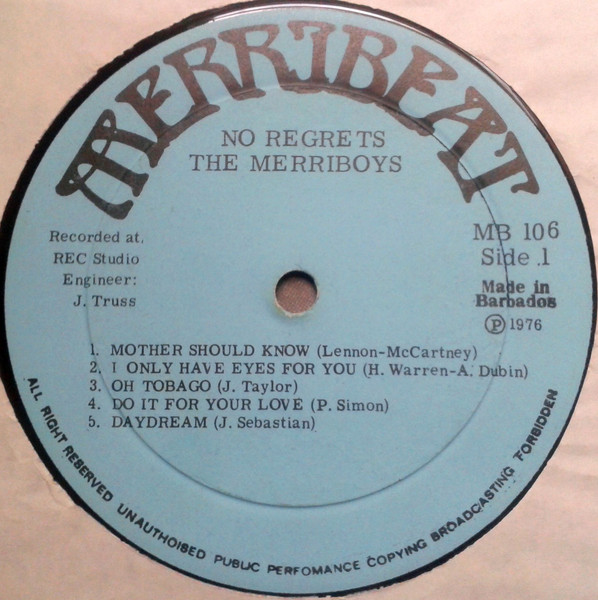 MERRIBEAT
NO REGRETS
THE MERRIBOYS
Recorded at,
REC Studio
Engineer:
J. Truss
MB 106
Side .1
Made in
Barbados
℗ 1976
1. MOTHER SHOULD KNOW (Lennon-McCartney)
2. I ONLY HAVE EYES FOR YOU (H. Warren-A. Dubin)
3. OH TOBAGO (J. Taylor)
4. DO IT FOR YOUR LOVE (P. Simon)
5. DAYDREAM (J. Sebastian)
ALL RIGHT RESERVED UNAUTHOISED PUBLIC PERFOMANCE COPYING BROADCASTING FORBIDDEN